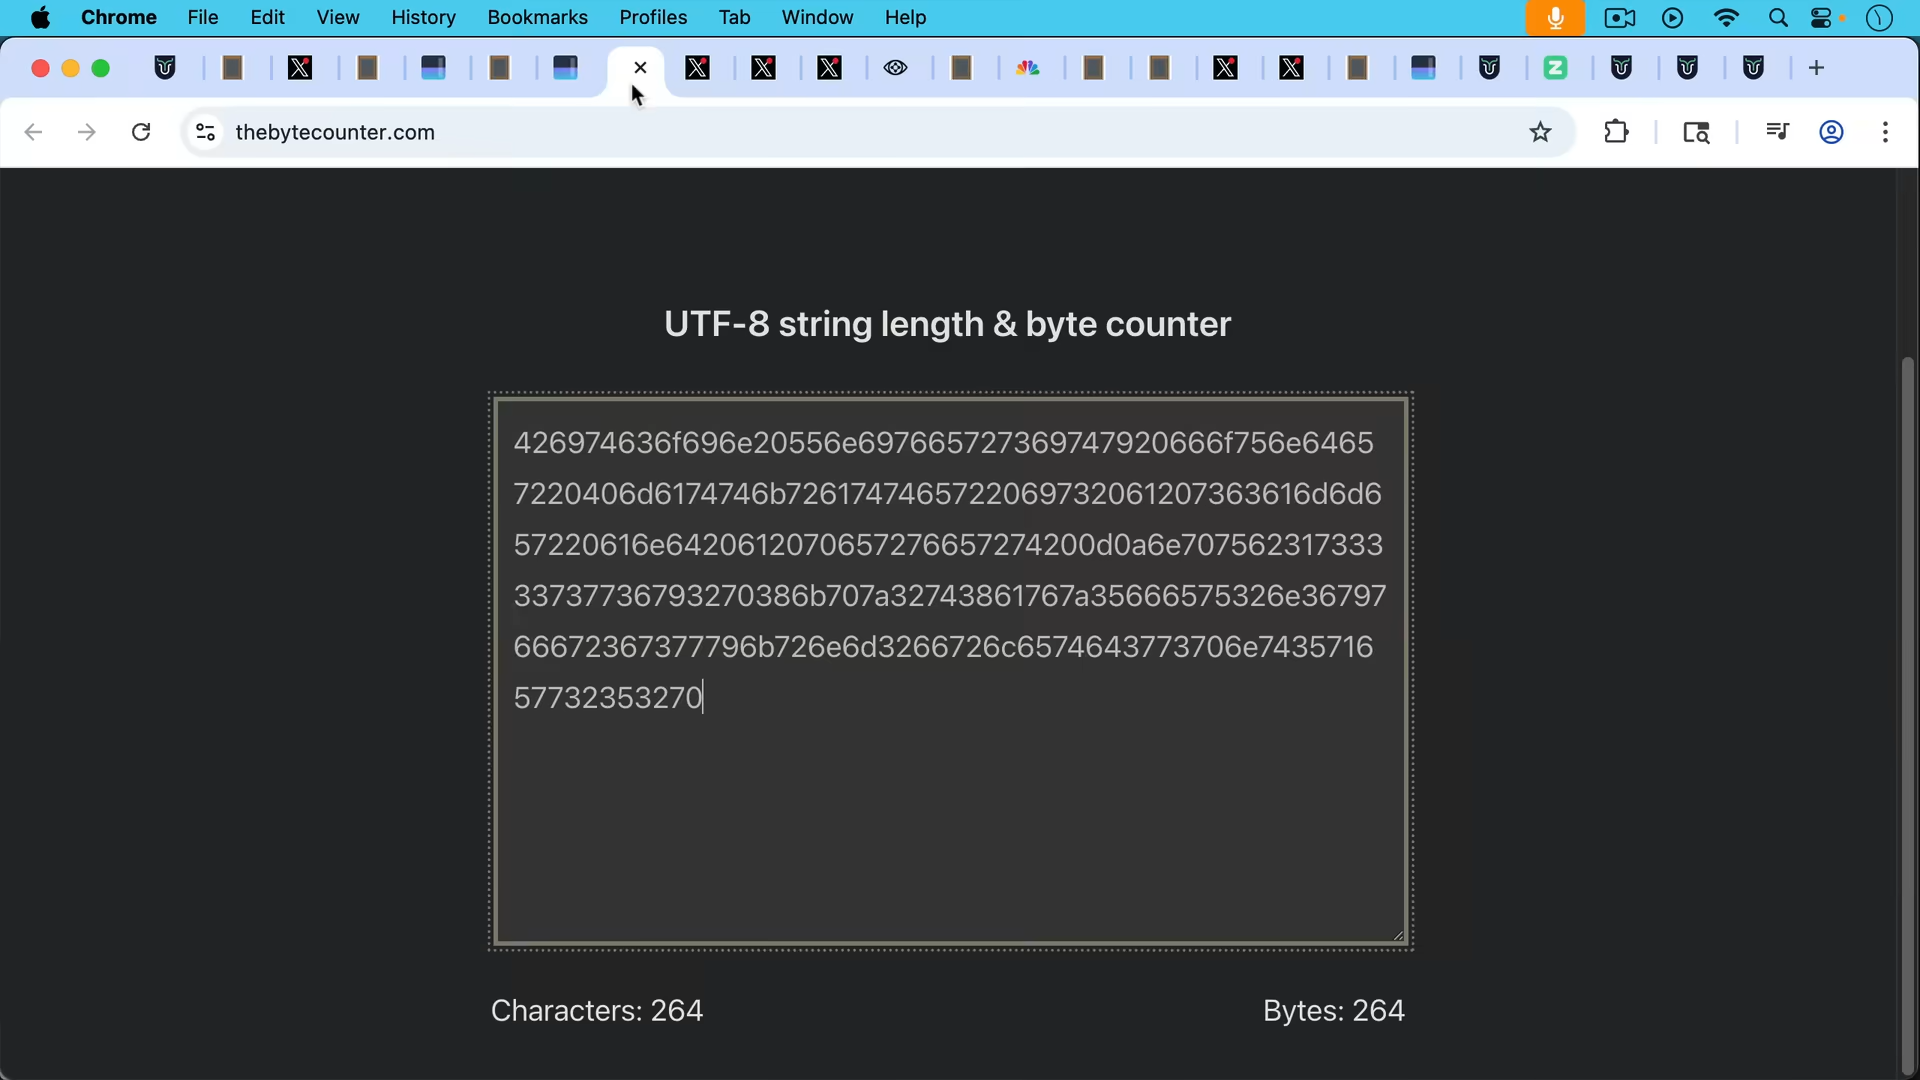 Chrome File Edit View History Bookmarks Profiles Tab Window Help
thebytecounter.com
UTF-8 string length & byte counter
426974636f696e20556e697665727369747920666f756e6465
7220406d6174746b7261747465722069732061207363616d6d6
57220616e6420612070657276657274200d0a6e707562317333
33737736793270386b707a32743861767a35666575326e36797
666672367377796b726e6d3266726c6574643773706e7435716
57732353270
Characters: 264
Bytes: 264